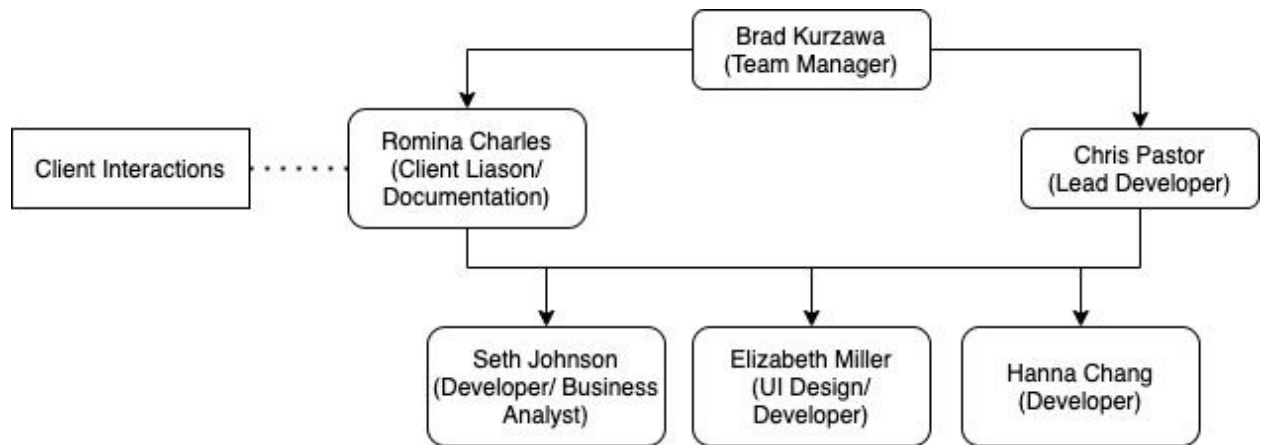 Brad Kurzawa
(Team Manager)
Client Interactions
Romina Charles
(Client Liason/
Documentation)
Chris Pastor
(Lead Developer)
Seth Johnson
(Developer/ Business
Analyst)
Elizabeth Miller
(UI Design/
Developer)
Hanna Chang
(Developer)